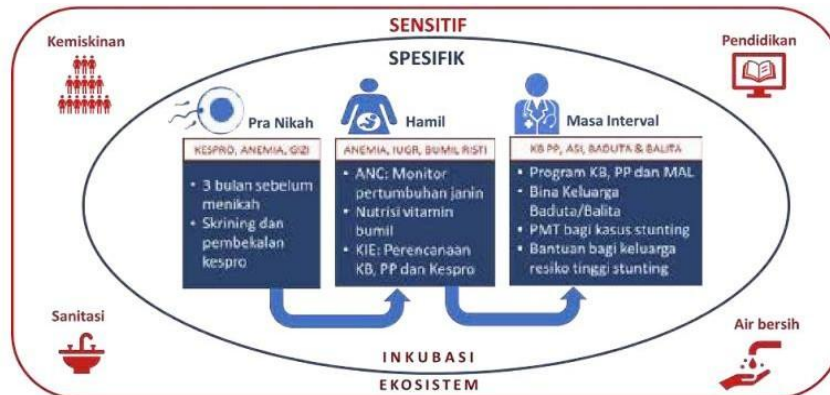 SENSITIF
Kemiskinan
Pendidikan
SPESIFIK
Pra Nikah
Hamil
Masa Interval
KESPRO, ANEMIA, GIZI
ANEMIA, IUGR, BUMIL RISTI
KB PP, ASI, BADUTA & BALITA
• 3 bulan sebelum
menikah
• Skrining dan
pembekalan
kespro
• ANC: Monitor
pertumbuhan janin
• Nutrisi vitamin
bumil
• KIE: Perencanaan
KB, PP dan Kespro
• Program KB, PP dan MAL
• Bina Keluarga
Baduta/Balita
• PMT bagi kasus stunting
• Bantuan bagi keluarga
resiko tinggi stunting
Sanitasi
Air bersih
INKUBASI
EKOSISTEM